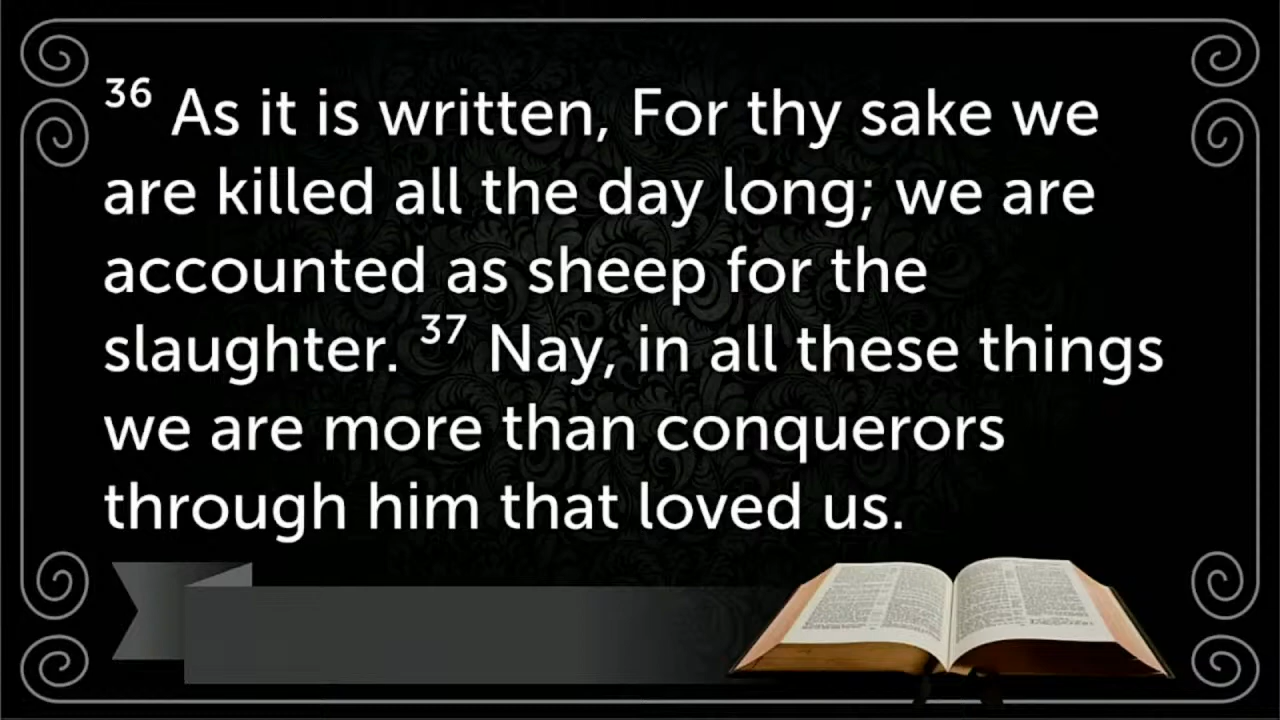 36 As it is written, For thy sake we
are killed all the day long; we are
accounted as sheep for the
slaughter. 37 Nay, in all these things
we are more than conquerors
through him that loved us.